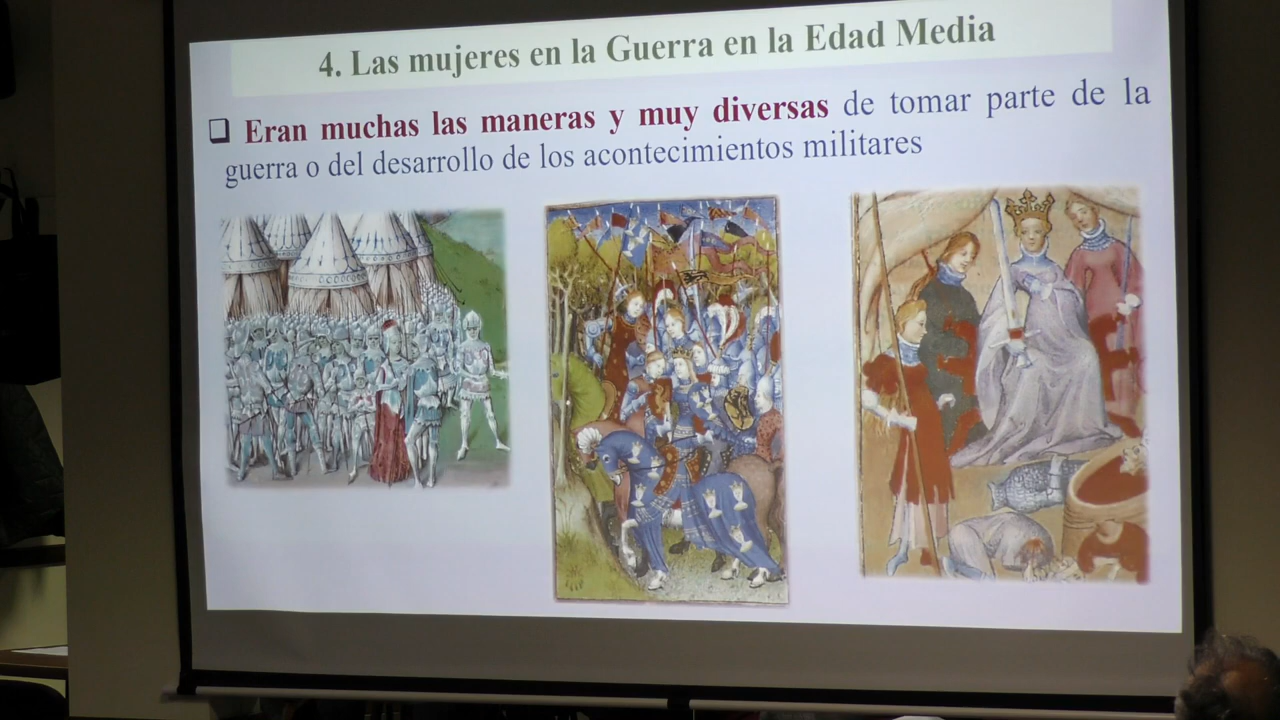 4. Las mujeres en la Guerra en la Edad Media
Eran muchas las maneras y muy diversas de tomar parte de la
guerra o del desarrollo de los acontecimientos militares